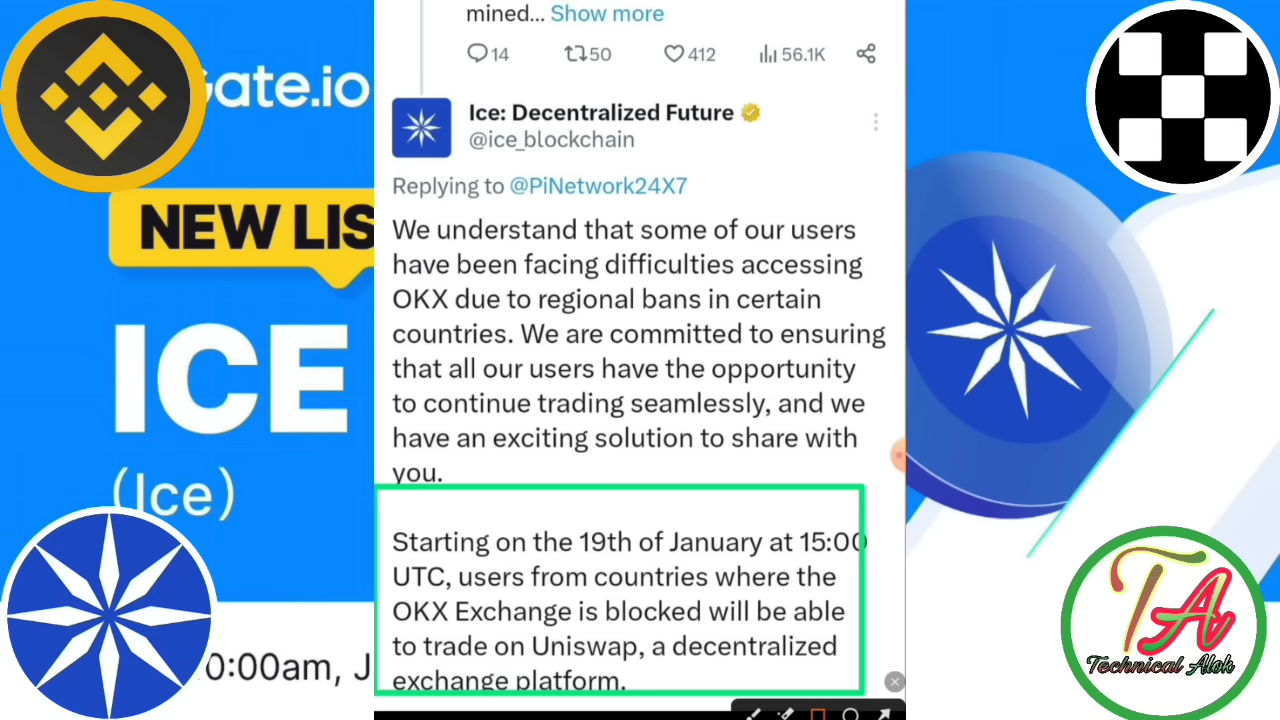 mined... Show more
14 50 412 56.1K
Gate.io
Ice: Decentralized Future
@ice_blockchain
Replying to @PiNetwork24X7
NEW LIS
ICE
(Ice)
We understand that some of our users
have been facing difficulties accessing
OKX due to regional bans in certain
countries. We are committed to ensuring
that all our users have the opportunity
to continue trading seamlessly, and we
have an exciting solution to share with
you.
Starting on the 19th of January at 15:00
UTC, users from countries where the
OKX Exchange is blocked will be able
to trade on Uniswap, a decentralized
exchange platform.
0:00am, J
TA
Technical Alok